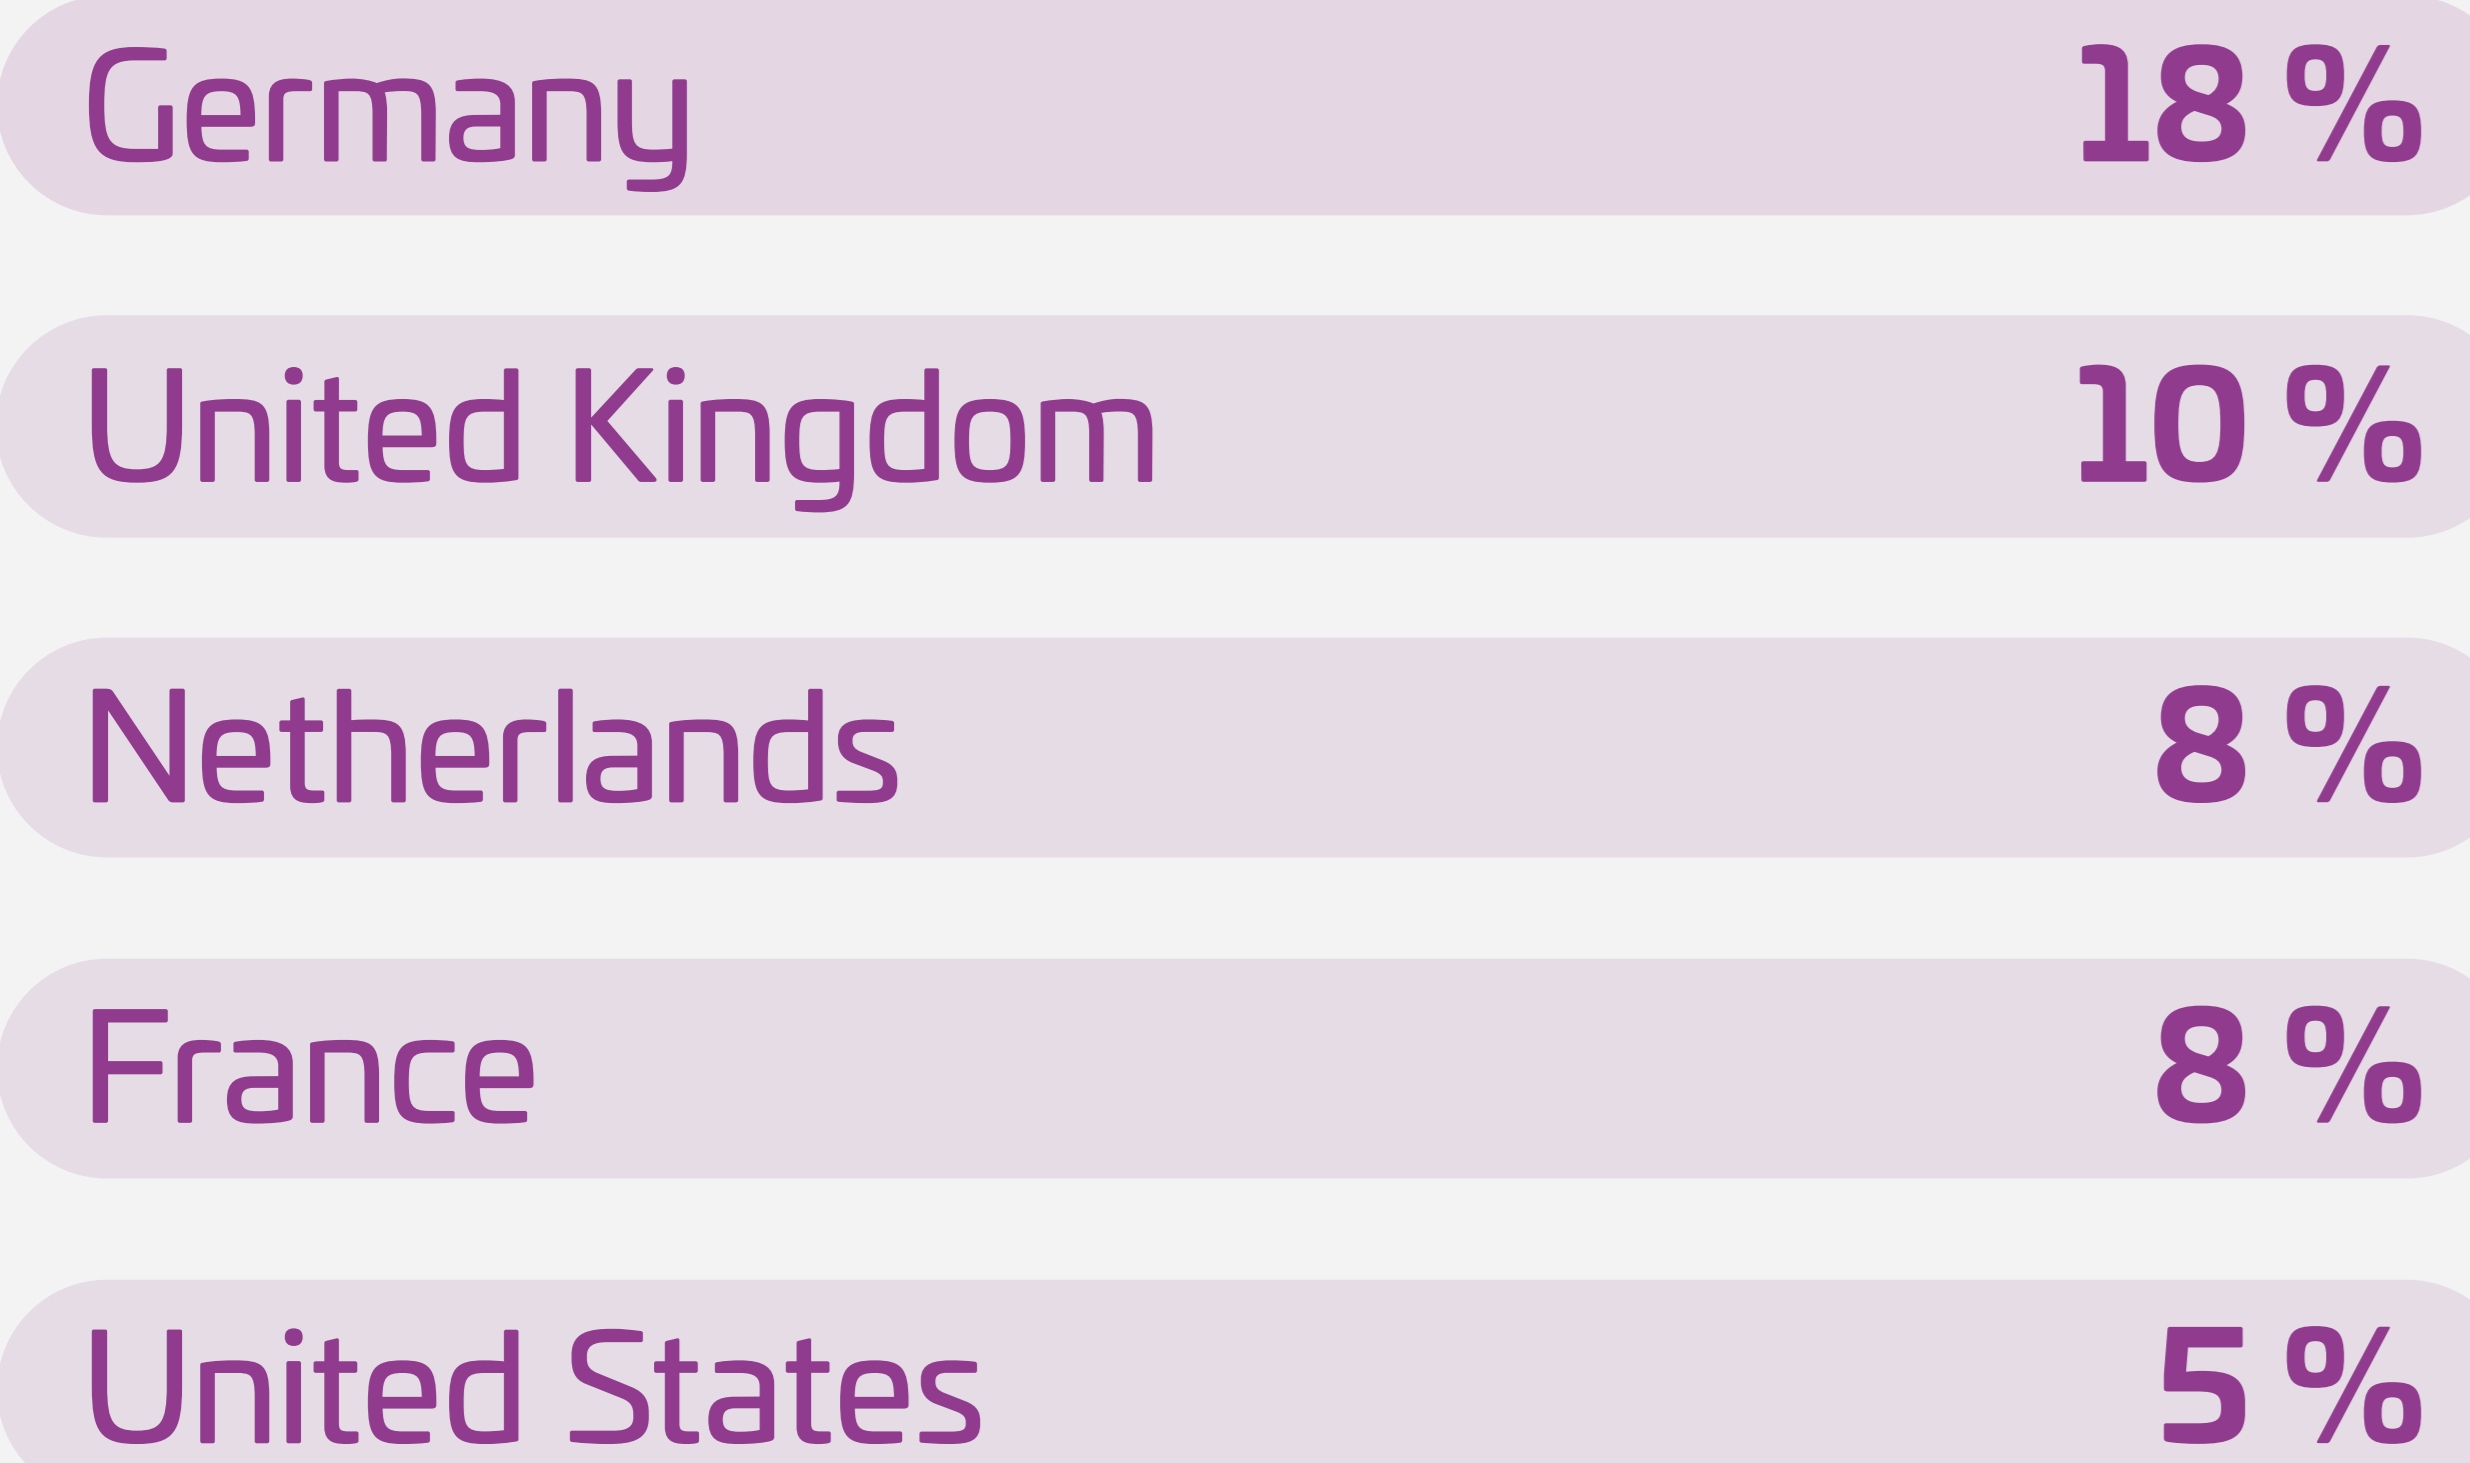 Germany 18 %
United Kingdom 10 %
Netherlands 8 %
France 8 %
United States 5 %